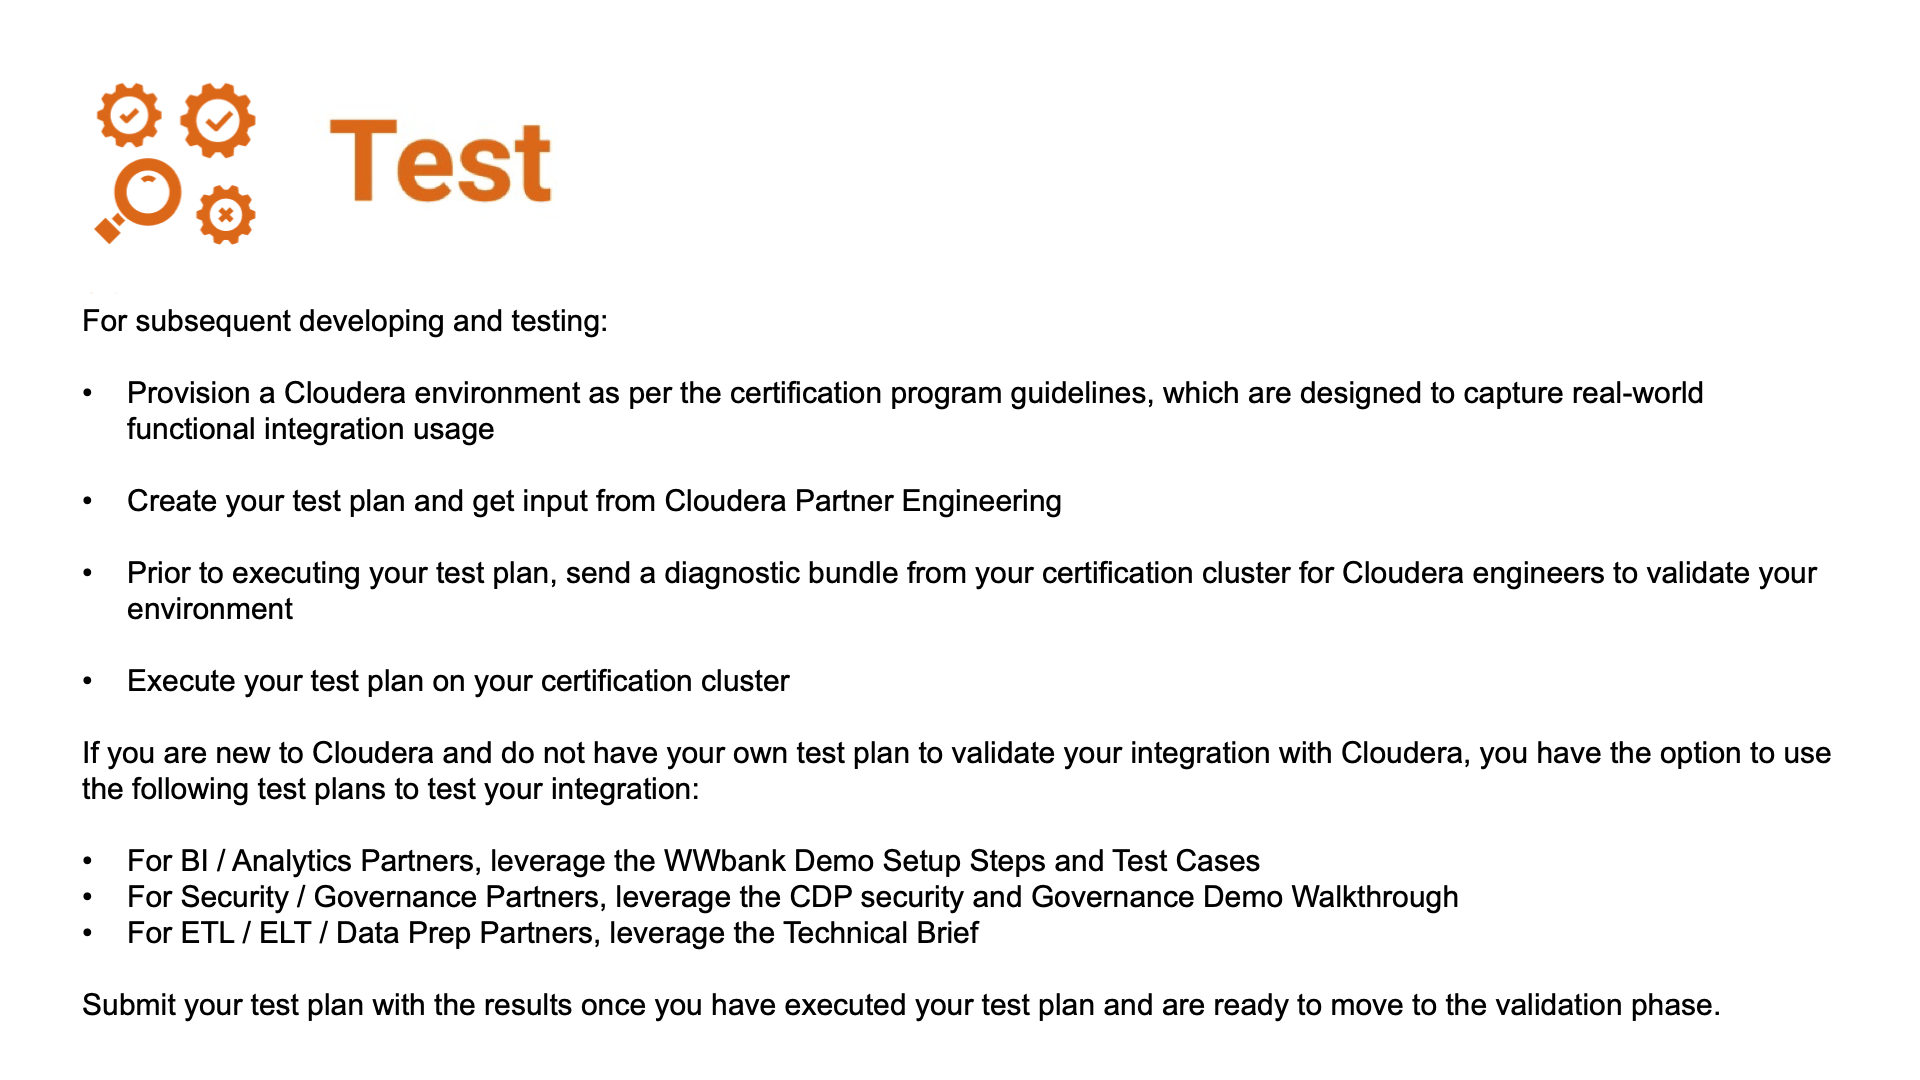 Test
For subsequent developing and testing:
• Provision a Cloudera environment as per the certification program guidelines, which are designed to capture real-world
functional integration usage
• Create your test plan and get input from Cloudera Partner Engineering
• Prior to executing your test plan, send a diagnostic bundle from your certification cluster for Cloudera engineers to validate your
environment
• Execute your test plan on your certification cluster
If you are new to Cloudera and do not have your own test plan to validate your integration with Cloudera, you have the option to use
the following test plans to test your integration:
• For BI / Analytics Partners, leverage the WWbank Demo Setup Steps and Test Cases
• For Security / Governance Partners, leverage the CDP security and Governance Demo Walkthrough
• For ETL / ELT / Data Prep Partners, leverage the Technical Brief
Submit your test plan with the results once you have executed your test plan and are ready to move to the validation phase.